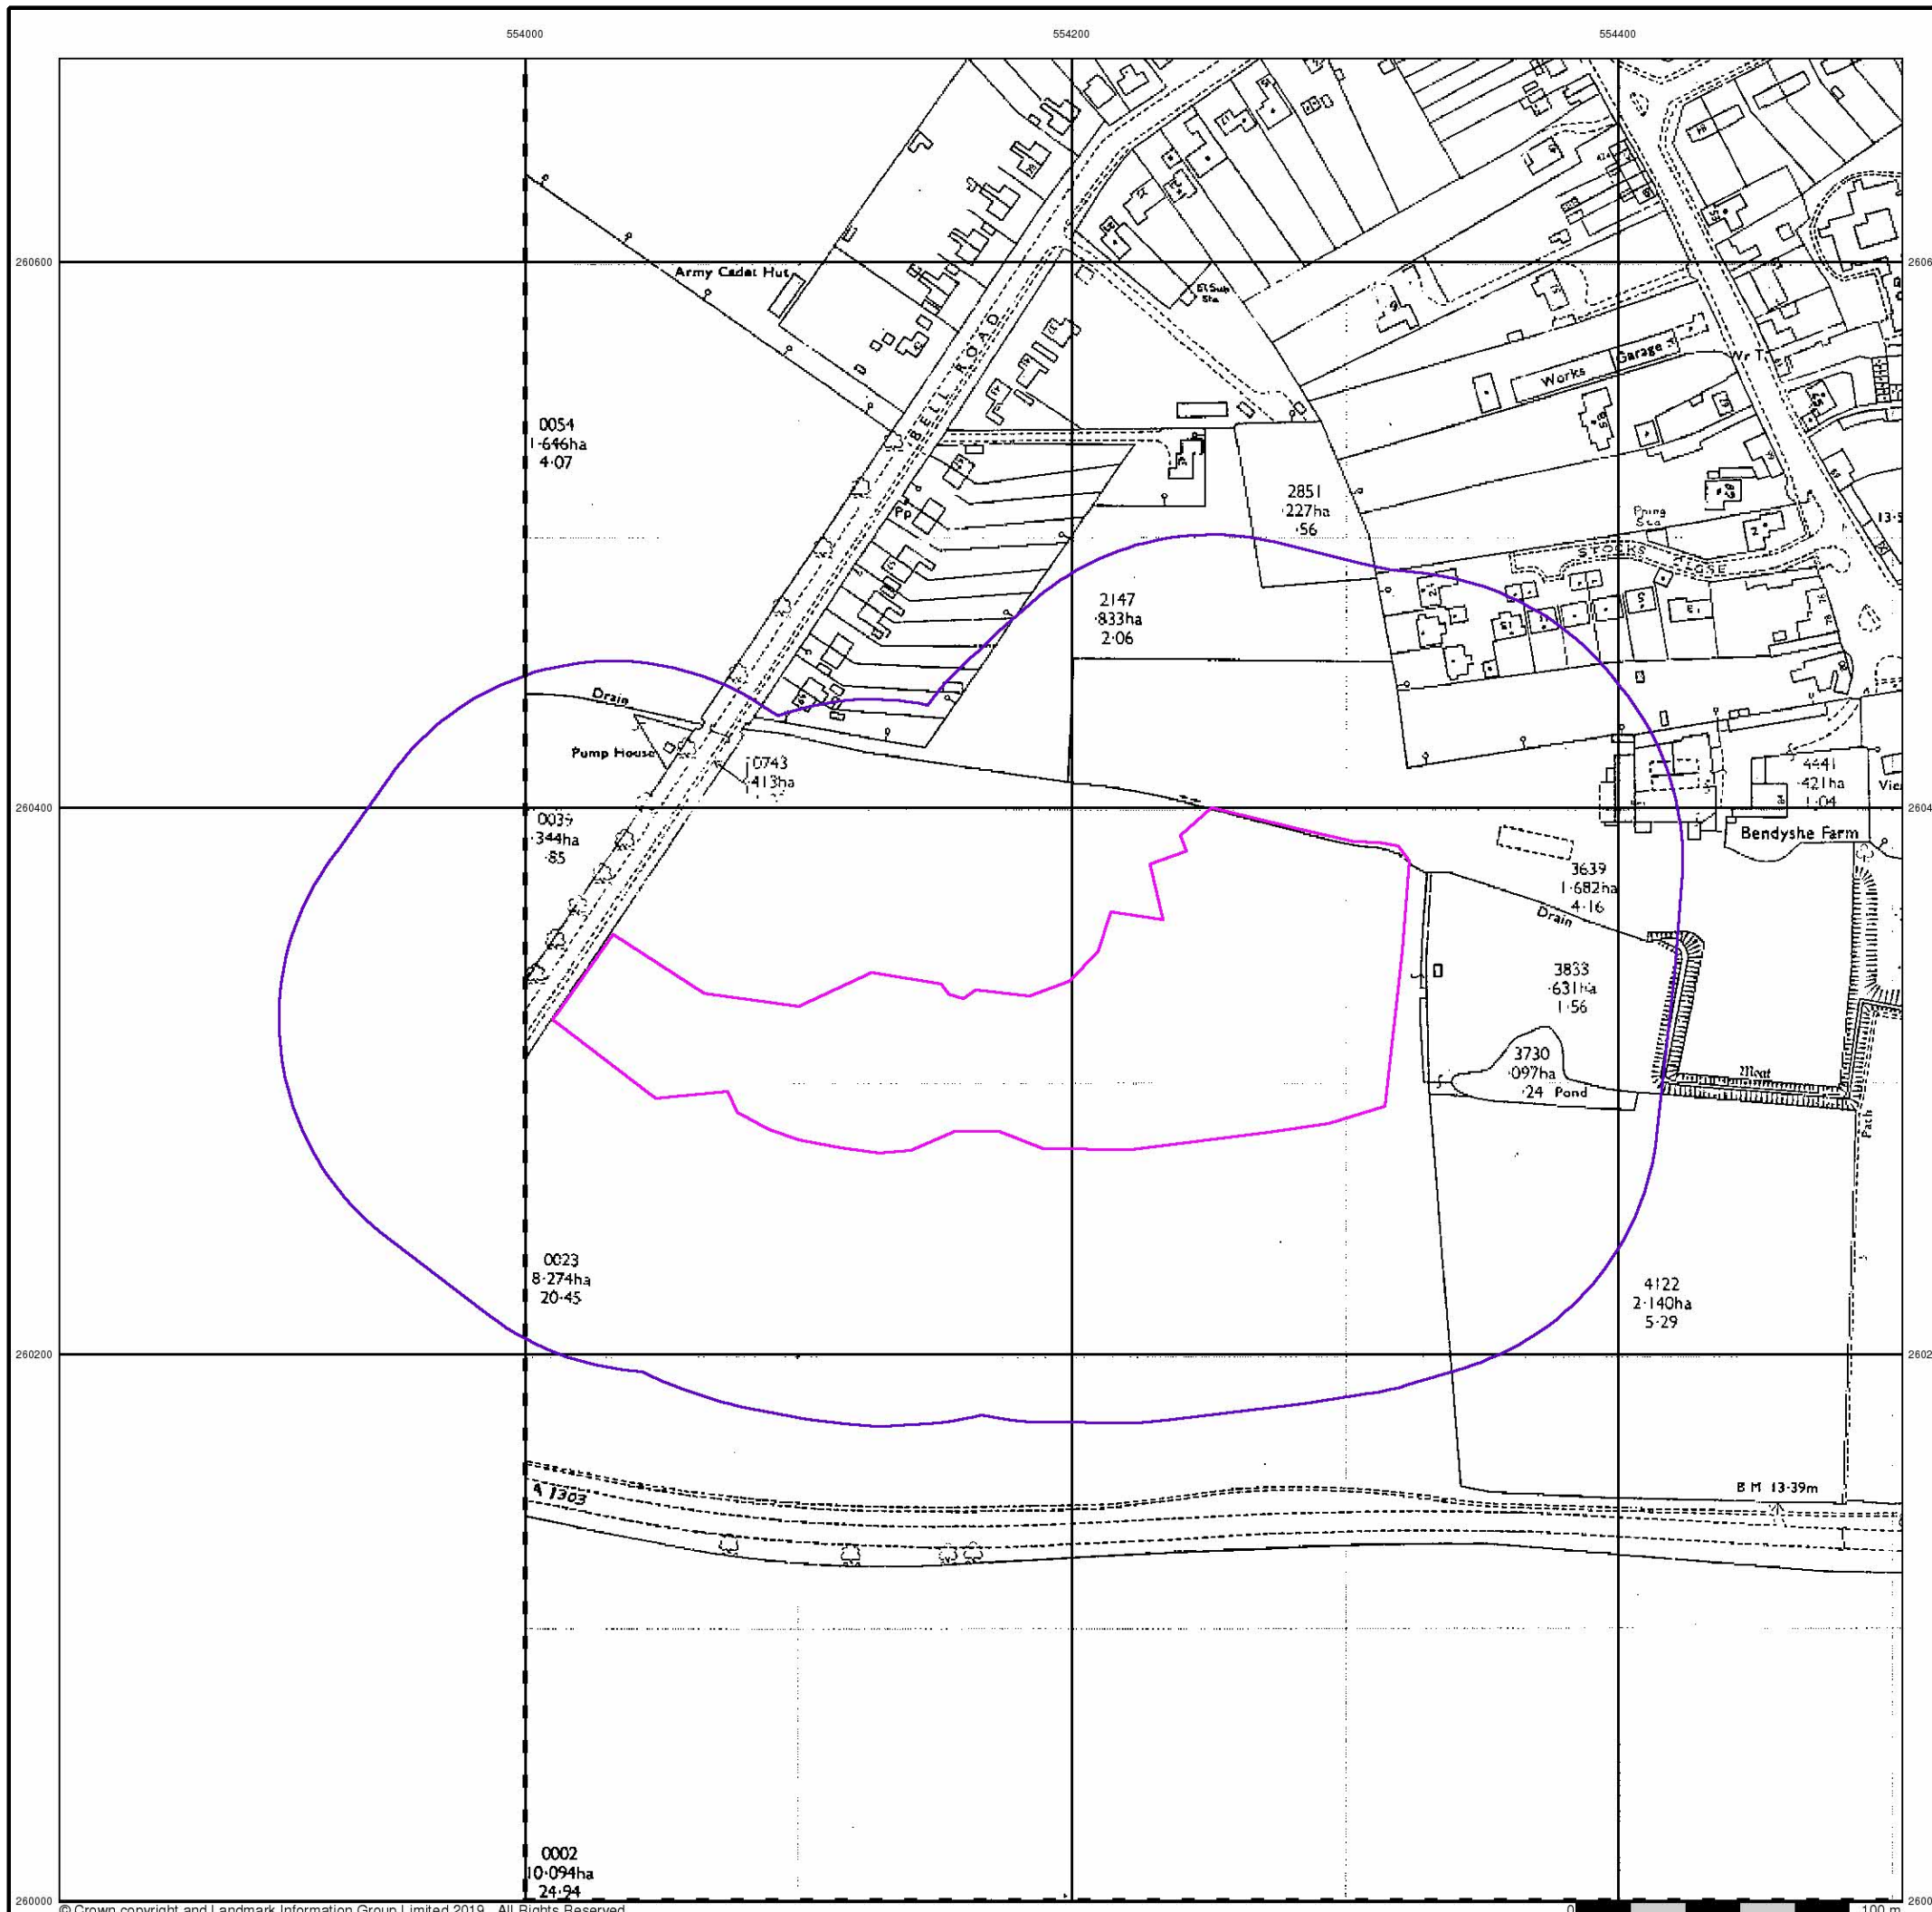 554000
554200
554400
260600
Army Cadet Hut
El Sub
Sta
BELL ROAD
Garage
Works
Wr T
0054
1·646ha
4·07
2851
·227ha
·56
Pp
STOCKS
CLOSE
2147
·833ha
2·06
Drain
Pump House
0743
·413ha
4441
·421ha
1·04
260400
0039
·344ha
·85
Bendyshe Farm
3639
1·682ha
4·16
Drain
3833
·631ha
1·56
3730
·097ha
·24 Pond
Moat
Path
0023
8·274ha
20·45
4122
2·140ha
5·29
260200
A 1303
B M 13·39m
0002
10·094ha
24·94
260000
© Crown copyright and Landmark Information Group Limited 2019. All Rights Reserved.
0
100 m